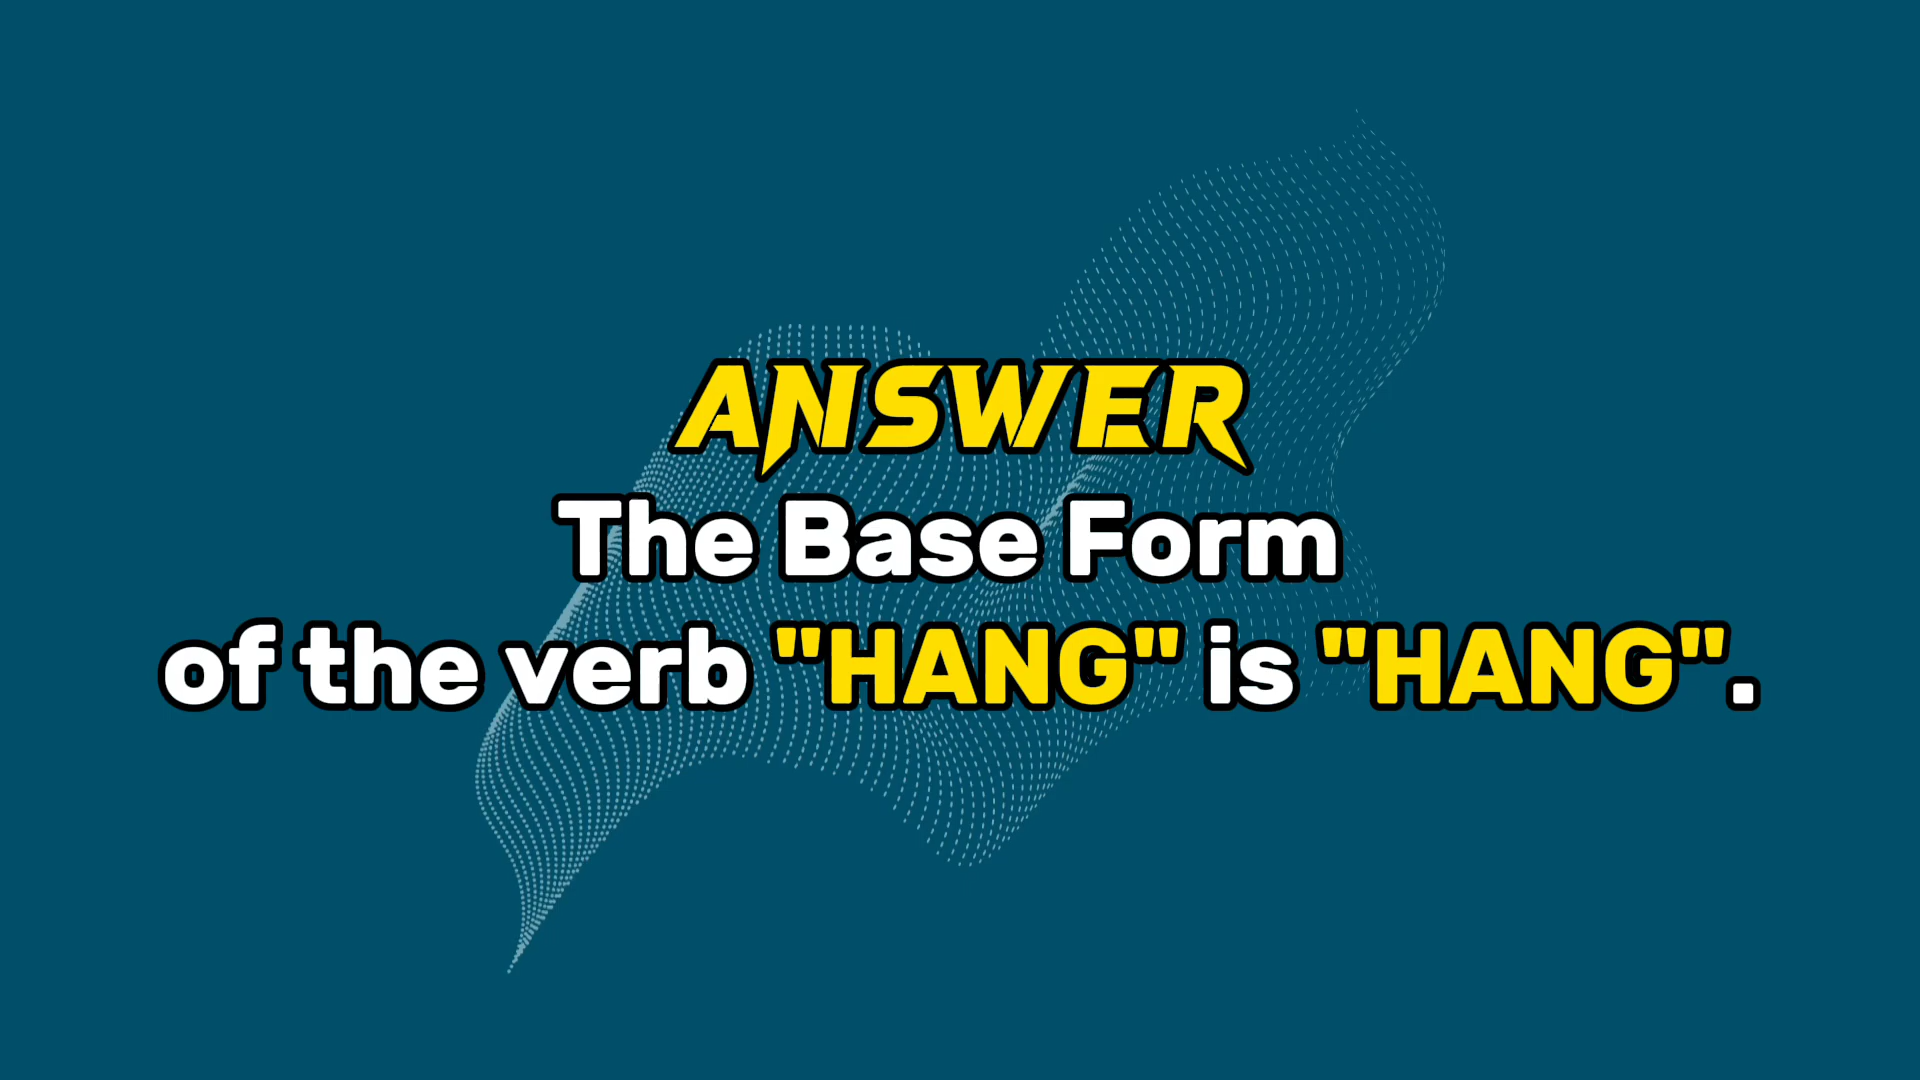 ANSWER
The Base Form
of the verb "HANG" is "HANG".